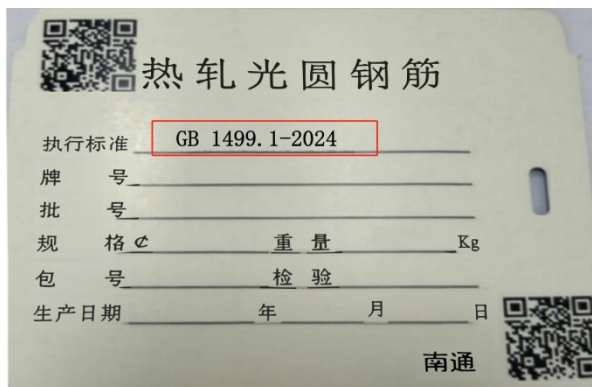 热轧光圆钢筋
执行标准 GB 1499.1-2024
牌 号
批 号
规 格 ¢ 重量 Kg
包 号 检验
生产日期 年 月 日
南通